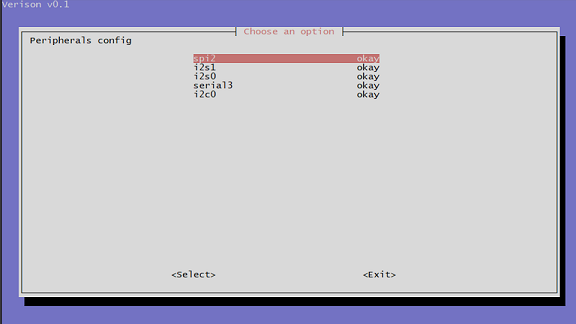 Verison v0.1
Choose an option
Peripherals config
spi2 okay
i2s1 okay
i2s0 okay
serial3 okay
i2c0 okay
<Select> <Exit>